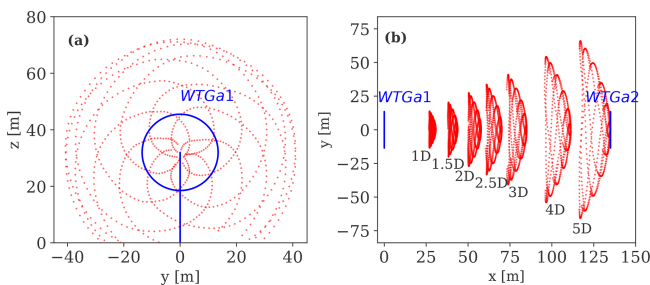 (a)
WTGa1
80
60
40
20
0
z [m]
−40 −20 0 20 40
y [m]
(b)
WTGa1
WTGa2
75
50
25
0
−25
−50
−75
y [m]
1D
1.5D
2D
2.5D
3D
4D
5D
0 25 50 75 100 125 150
x [m]